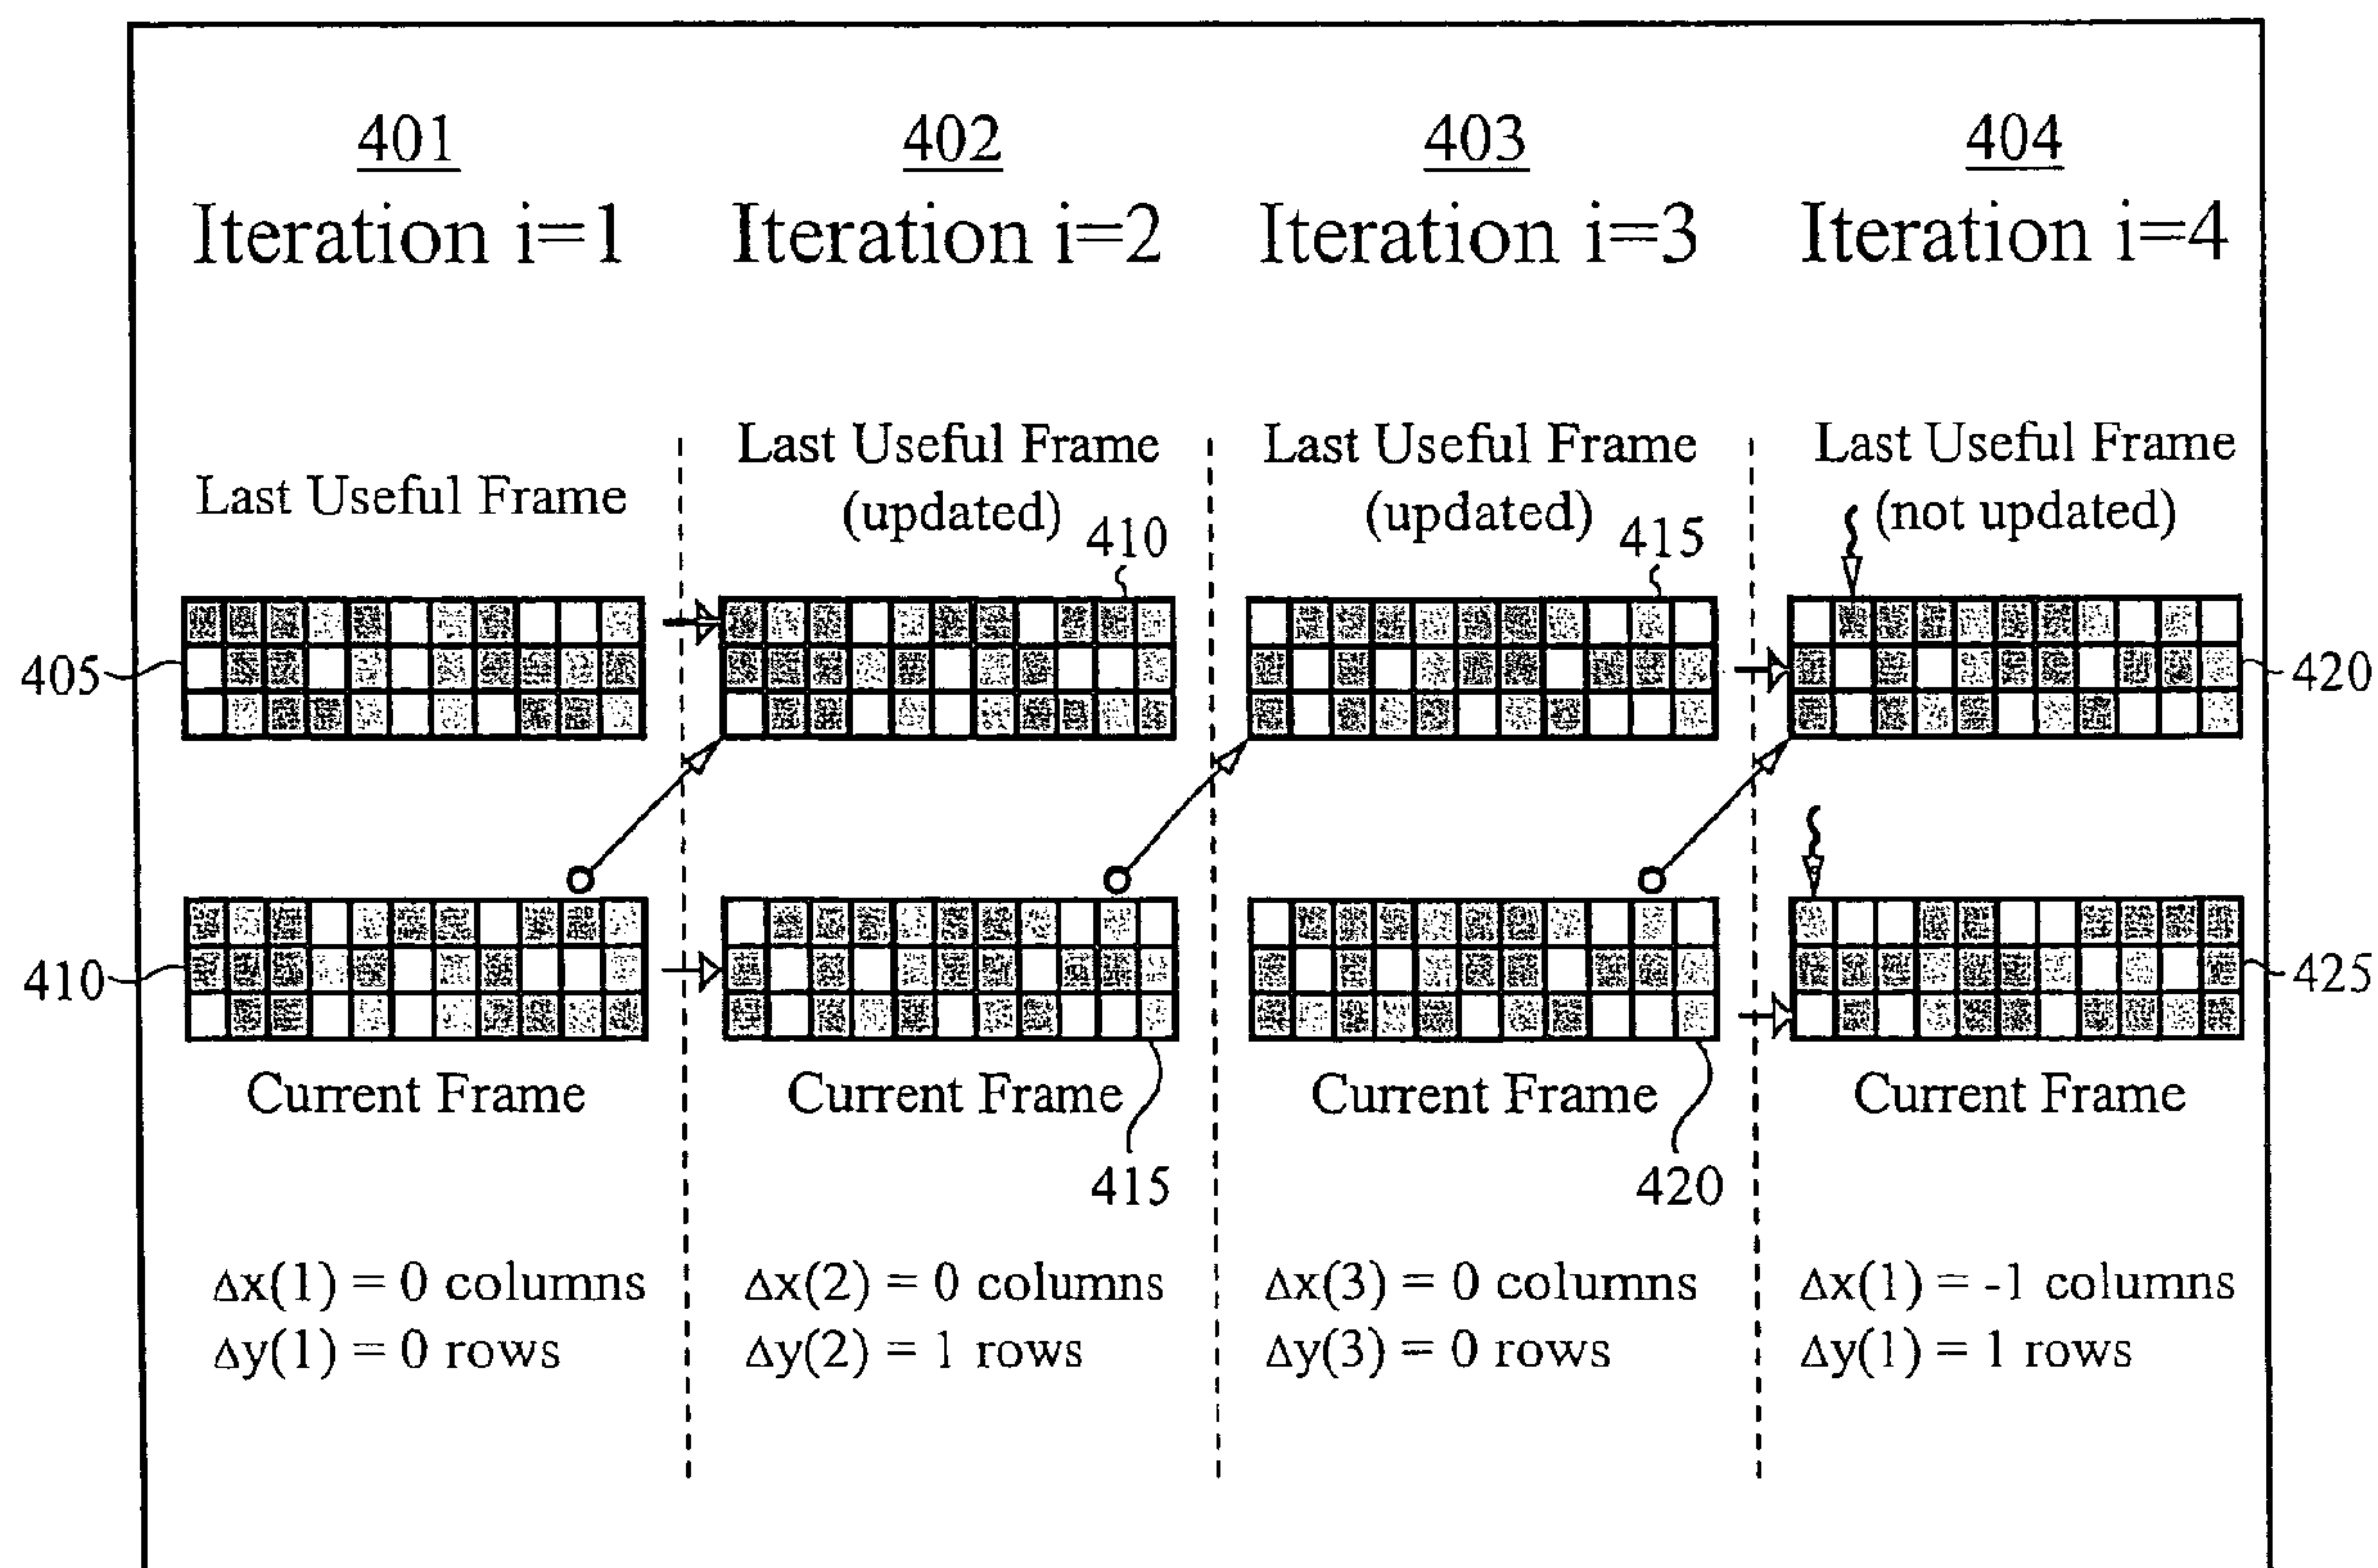 401
Iteration i=1
402
Iteration i=2
403
Iteration i=3
404
Iteration i=4
Last Useful Frame
Last Useful Frame
(updated)
410
Last Useful Frame
(updated)
415
Last Useful Frame
(not updated)
405
420
410
425
Current Frame
Current Frame
415
Current Frame
420
Current Frame
Δx(1) = 0 columns
Δy(1) = 0 rows
Δx(2) = 0 columns
Δy(2) = 1 rows
Δx(3) = 0 columns
Δy(3) = 0 rows
Δx(1) = -1 columns
Δy(1) = 1 rows